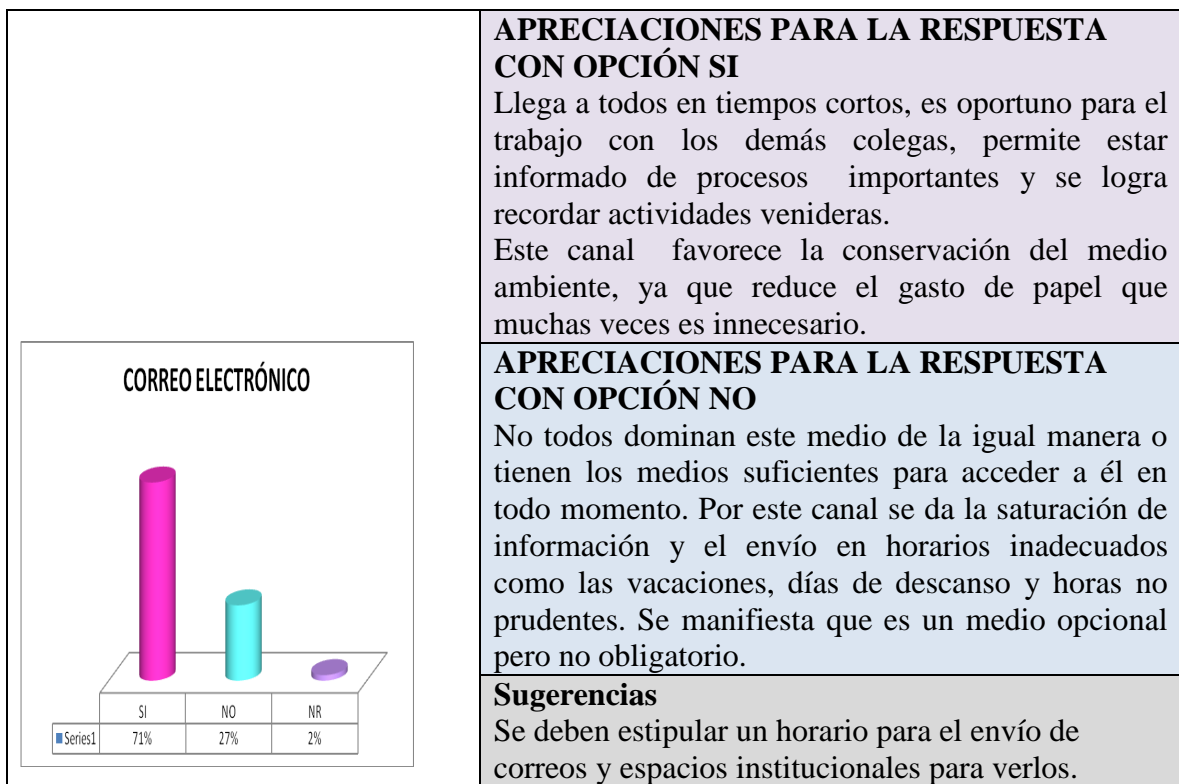 APRECIACIONES PARA LA RESPUESTA
CON OPCIÓN SI
Llega a todos en tiempos cortos, es oportuno para el
trabajo con los demás colegas, permite estar
informado de procesos importantes y se logra
recordar actividades venideras.
Este canal favorece la conservación del medio
ambiente, ya que reduce el gasto de papel que
muchas veces es innecesario.
CORREO ELECTRÓNICO
SI NO NR
Series1 71% 27% 2%
APRECIACIONES PARA LA RESPUESTA
CON OPCIÓN NO
No todos dominan este medio de la igual manera o
tienen los medios suficientes para acceder a él en
todo momento. Por este canal se da la saturación de
información y el envío en horarios inadecuados
como las vacaciones, días de descanso y horas no
prudentes. Se manifiesta que es un medio opcional
pero no obligatorio.
Sugerencias
Se deben estipular un horario para el envío de
correos y espacios institucionales para verlos.